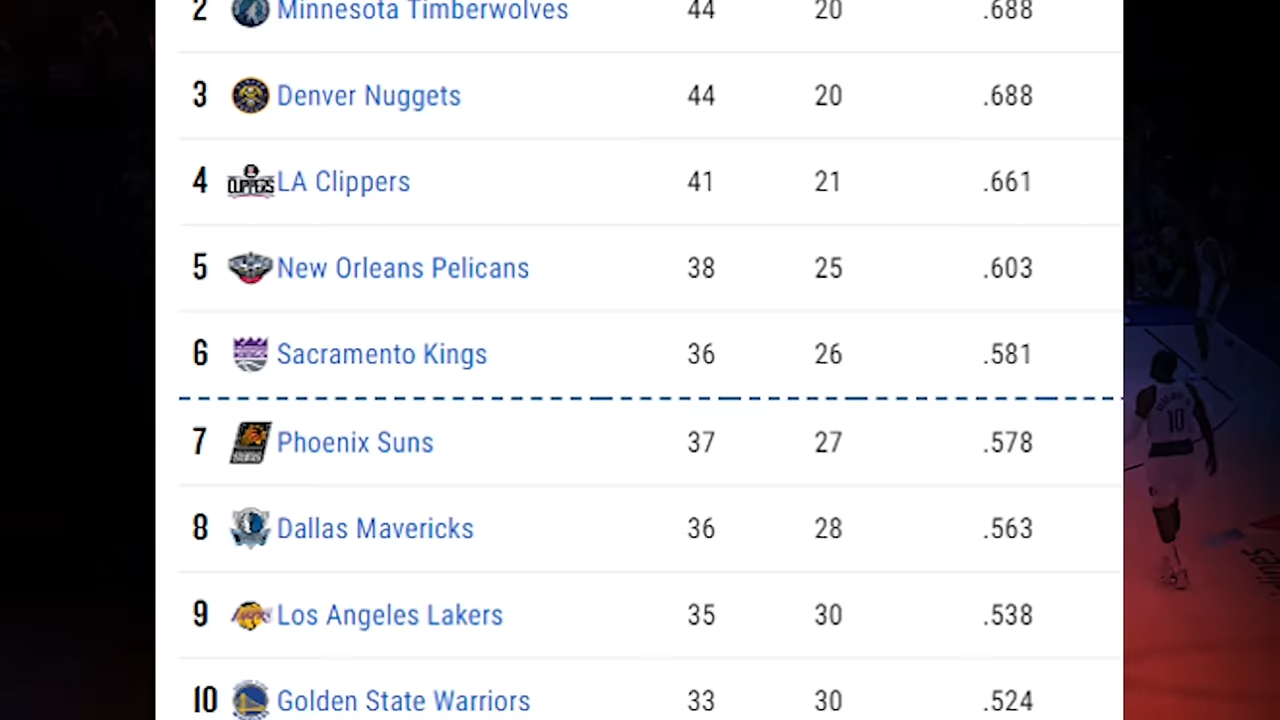 2 Minnesota Timberwolves 44 20 .688
3 Denver Nuggets 44 20 .688
4 CLIPPERS LA Clippers 41 21 .661
5 New Orleans Pelicans 38 25 .603
6 Sacramento Kings 36 26 .581
7 Phoenix Suns 37 27 .578
8 Dallas Mavericks 36 28 .563
9 Los Angeles Lakers 35 30 .538
10 Golden State Warriors 33 30 .524
10